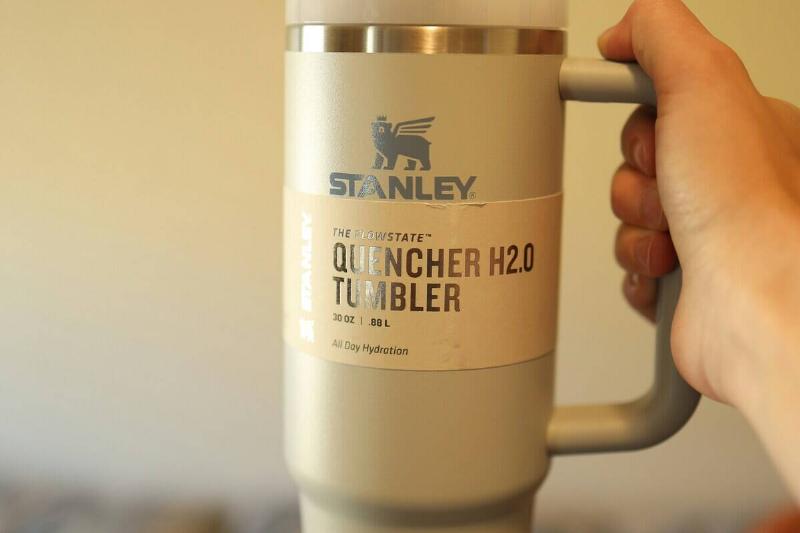 STANLEY®
STANLEY
THE FLOWSTATE™
QUENCHER H2.0
TUMBLER
30 OZ | .88 L
All Day Hydration